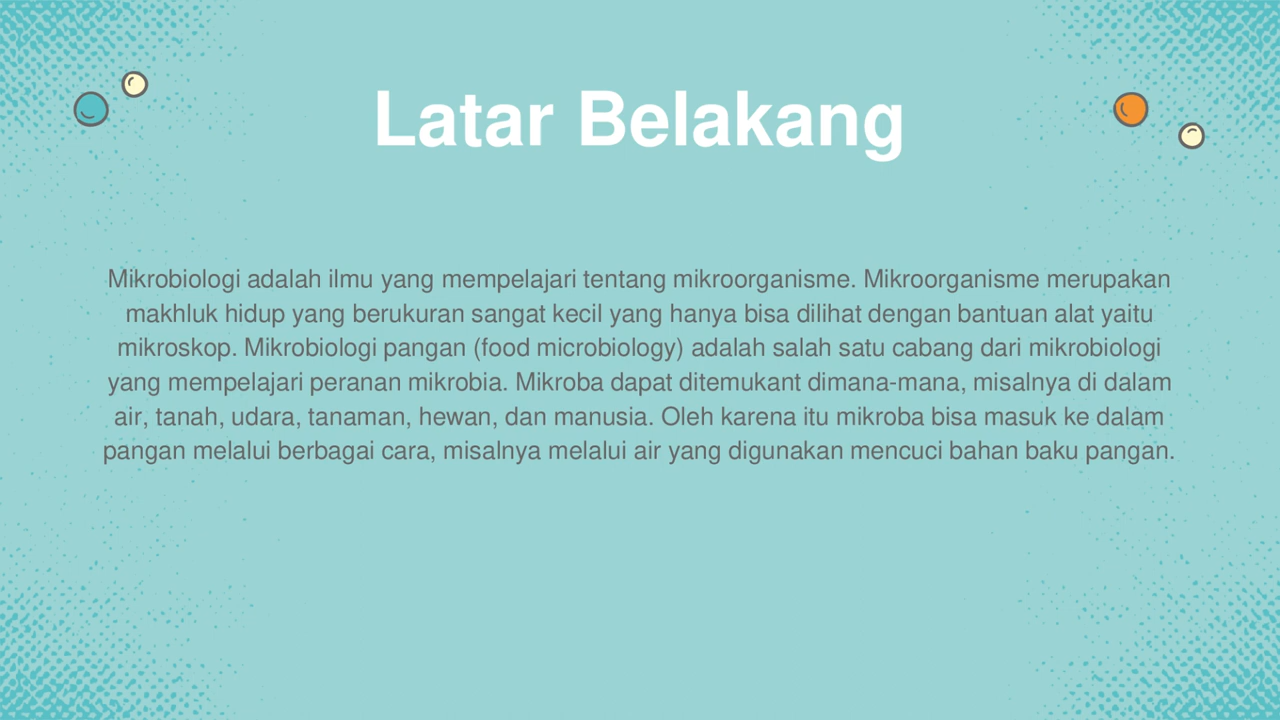 Latar Belakang
Mikrobiologi adalah ilmu yang mempelajari tentang mikroorganisme. Mikroorganisme merupakan
makhluk hidup yang berukuran sangat kecil yang hanya bisa dilihat dengan bantuan alat yaitu
mikroskop. Mikrobiologi pangan (food microbiology) adalah salah satu cabang dari mikrobiologi
yang mempelajari peranan mikrobia. Mikroba dapat ditemukant dimana-mana, misalnya di dalam
air, tanah, udara, tanaman, hewan, dan manusia. Oleh karena itu mikroba bisa masuk ke dalam
pangan melalui berbagai cara, misalnya melalui air yang digunakan mencuci bahan baku pangan.